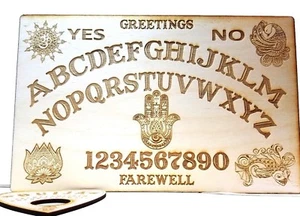 GREETINGS
YES NO
ABCDEFGHIJKLM
NOPQRSTUVWXYZ
1234567890
FAREWELL